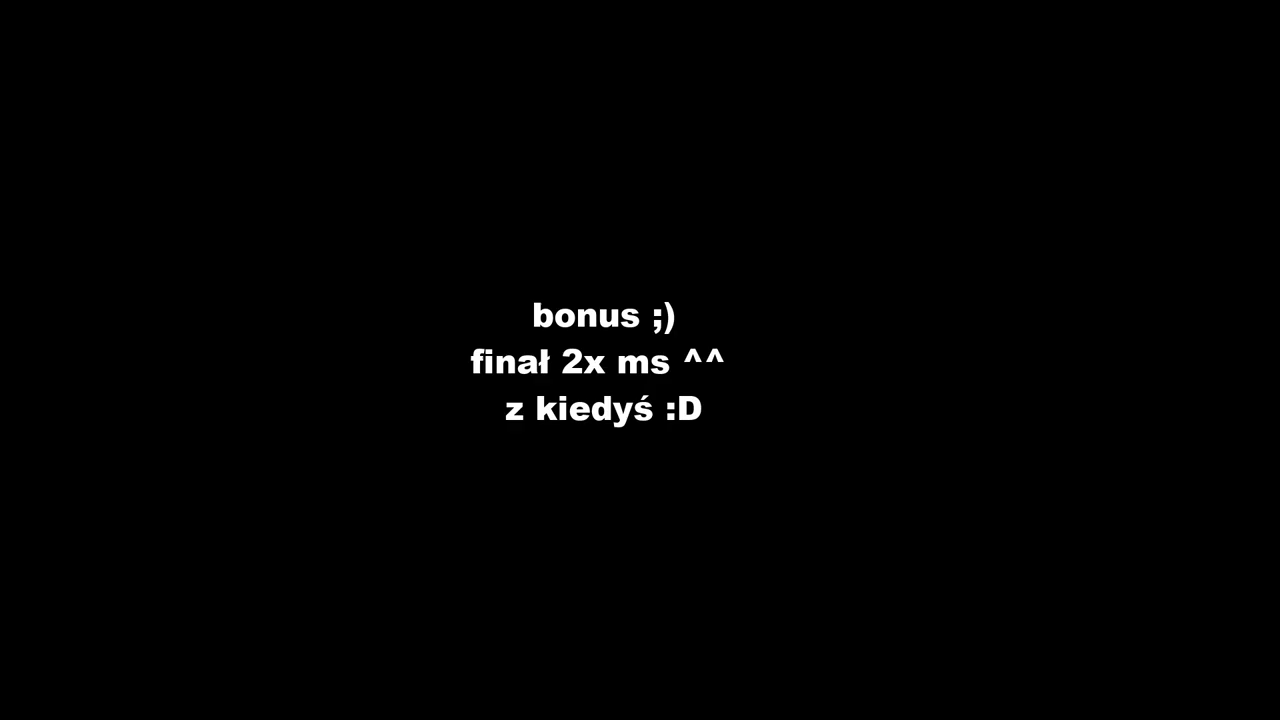 bonus ;)
finał 2x ms ^^
z kiedyś :D